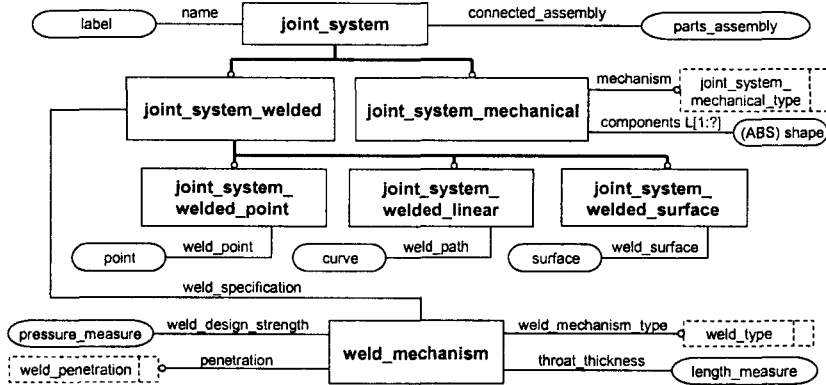 label
name
joint_system
connected_assembly
parts_assembly
joint_system_welded
joint_system_mechanical
mechanism
joint_system_
mechanical_type
components L[1:?]
(ABS) shape
joint_system_
welded_point
joint_system_
welded_linear
joint_system_
welded_surface
point
weld_point
curve
weld_path
surface
weld_surface
weld_specification
pressure_measure
weld_design_strength
weld_mechanism
weld_mechanism_type
weld_type
weld_penetration
penetration
throat_thickness
length_measure